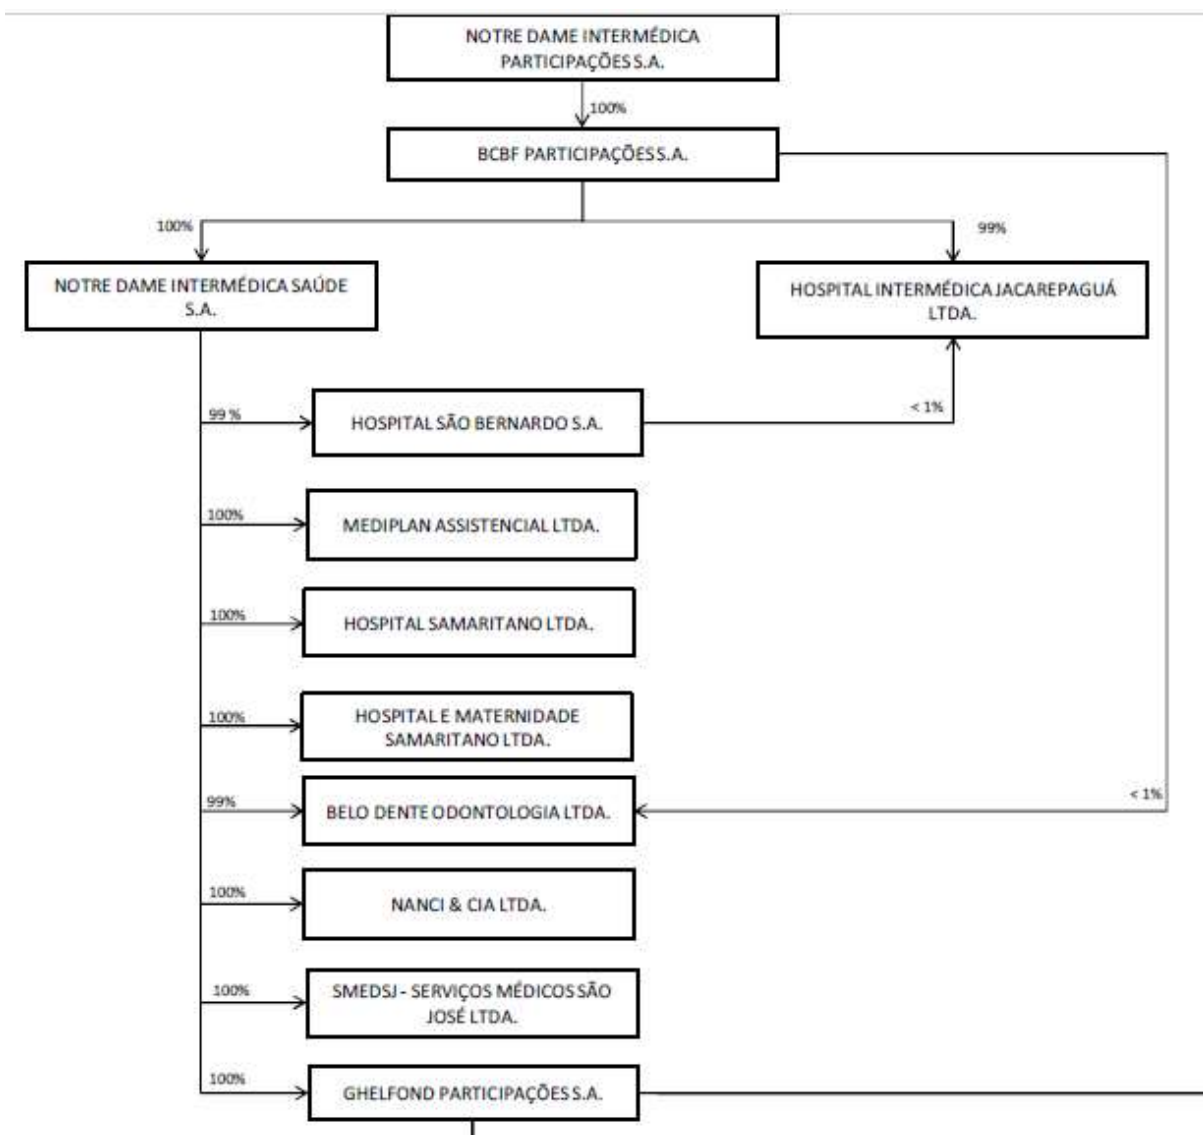 NOTRE DAME INTERMÉDICA
PARTICIPAÇÕES S.A.
100%
BCBF PARTICIPAÇÕES S.A.
100%
99%
NOTRE DAME INTERMÉDICA SAÚDE
S.A.
HOSPITAL INTERMÉDICA JACAREPAGUÁ
LTDA.
99 %
HOSPITAL SÃO BERNARDO S.A.
< 1%
100%
MEDIPLAN ASSISTENCIAL LTDA.
100%
HOSPITAL SAMARITANO LTDA.
100%
HOSPITAL E MATERNIDADE
SAMARITANO LTDA.
99%
BELO DENTE ODONTOLOGIA LTDA.
< 1%
100%
NANCI & CIA LTDA.
100%
SMEDSJ - SERVIÇOS MÉDICOS SÃO
JOSÉ LTDA.
100%
GHELFOND PARTICIPAÇÕES S.A.